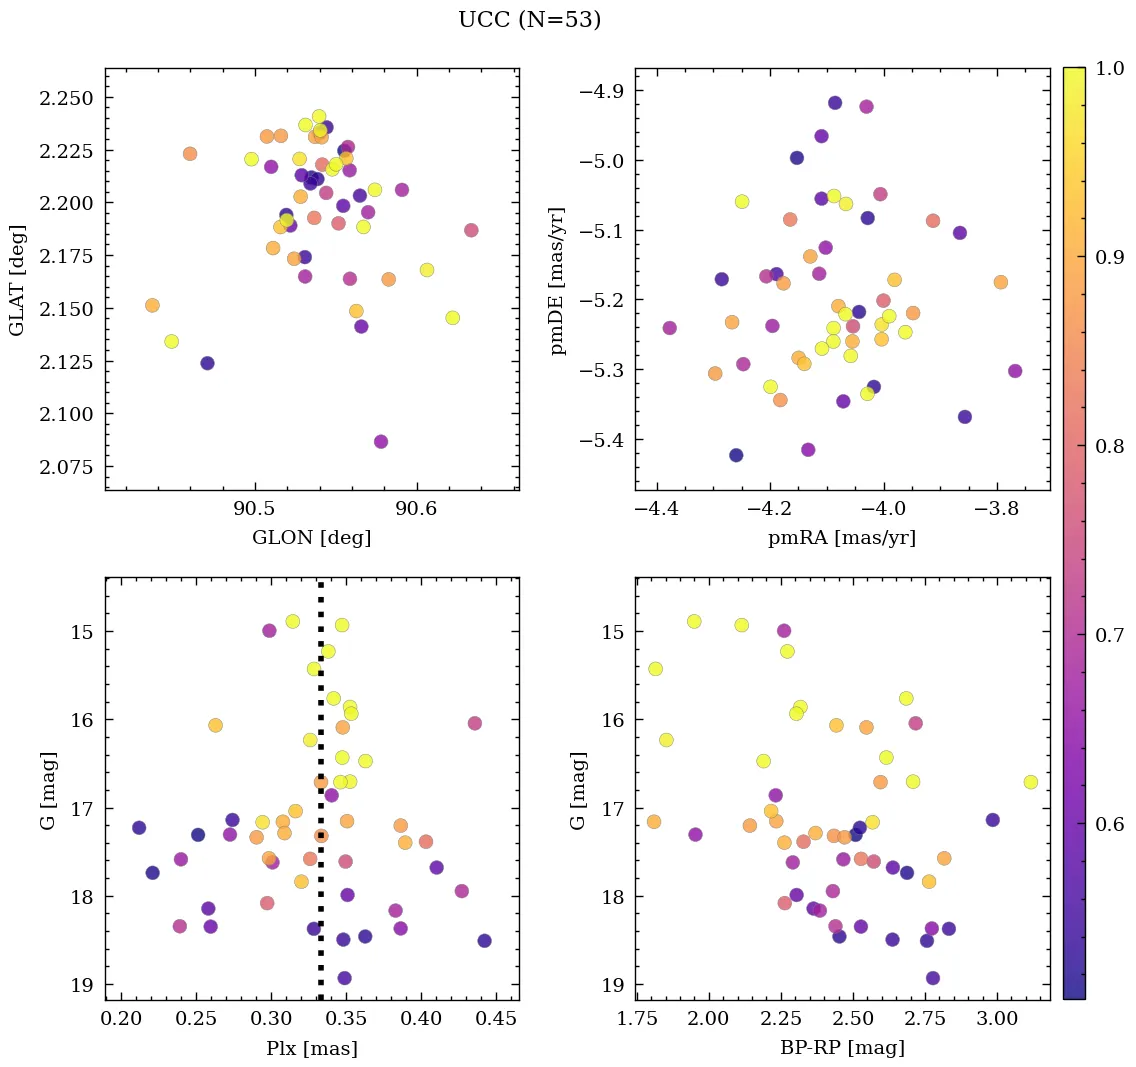 UCC (N=53)
2.250
2.225
2.200
2.175
2.150
2.125
2.100
2.075
GLAT [deg]
90.5 90.6
GLON [deg]
−4.9
−5.0
−5.1
−5.2
−5.3
−5.4
pmDE [mas/yr]
−4.4 −4.2 −4.0 −3.8
pmRA [mas/yr]
15
16
17
18
19
G [mag]
0.20 0.25 0.30 0.35 0.40 0.45
Plx [mas]
15
16
17
18
19
G [mag]
1.75 2.00 2.25 2.50 2.75 3.00
BP-RP [mag]
1.0
0.9
0.8
0.7
0.6